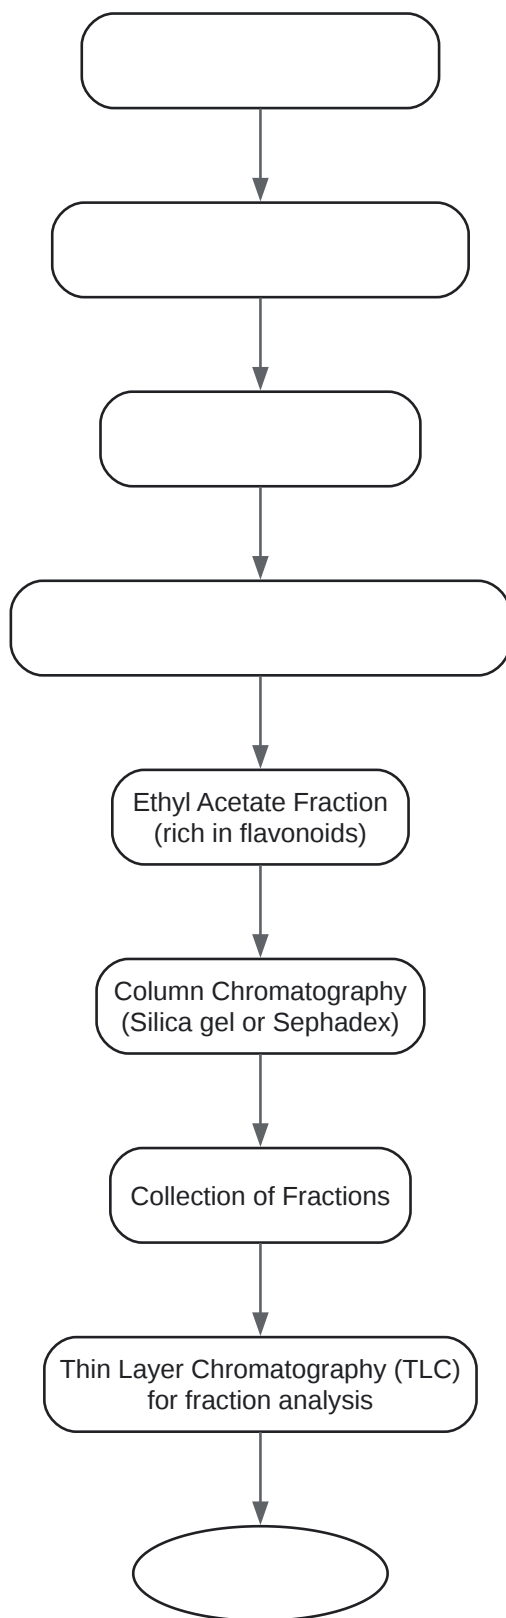 Ethyl Acetate Fraction
(rich in flavonoids)
Column Chromatography
(Silica gel or Sephadex)
Collection of Fractions
Thin Layer Chromatography (TLC)
for fraction analysis